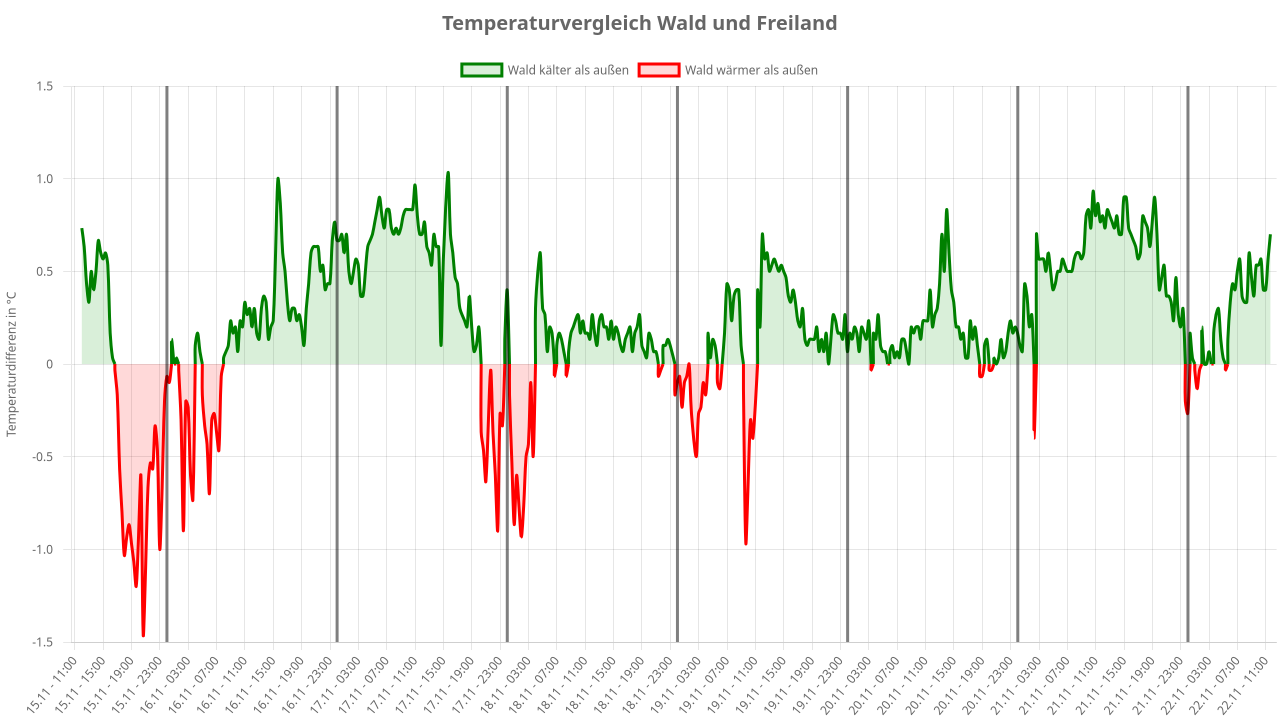 Temperaturvergleich Wald und Freiland
Wald kälter als außen
Wald wärmer als außen
Temperaturdifferenz in °C
1.5
1.0
0.5
0
-0.5
-1.0
-1.5
15.11 - 11:00
15.11 - 15:00
15.11 - 19:00
15.11 - 23:00
16.11 - 03:00
16.11 - 07:00
16.11 - 11:00
16.11 - 15:00
16.11 - 19:00
16.11 - 23:00
17.11 - 03:00
17.11 - 07:00
17.11 - 11:00
17.11 - 15:00
17.11 - 19:00
17.11 - 23:00
18.11 - 03:00
18.11 - 07:00
18.11 - 11:00
18.11 - 15:00
18.11 - 19:00
18.11 - 23:00
19.11 - 03:00
19.11 - 07:00
19.11 - 11:00
19.11 - 15:00
19.11 - 19:00
19.11 - 23:00
20.11 - 03:00
20.11 - 07:00
20.11 - 11:00
20.11 - 15:00
20.11 - 19:00
20.11 - 23:00
21.11 - 03:00
21.11 - 07:00
21.11 - 11:00
21.11 - 15:00
21.11 - 19:00
21.11 - 23:00
22.11 - 03:00
22.11 - 07:00
22.11 - 11:00